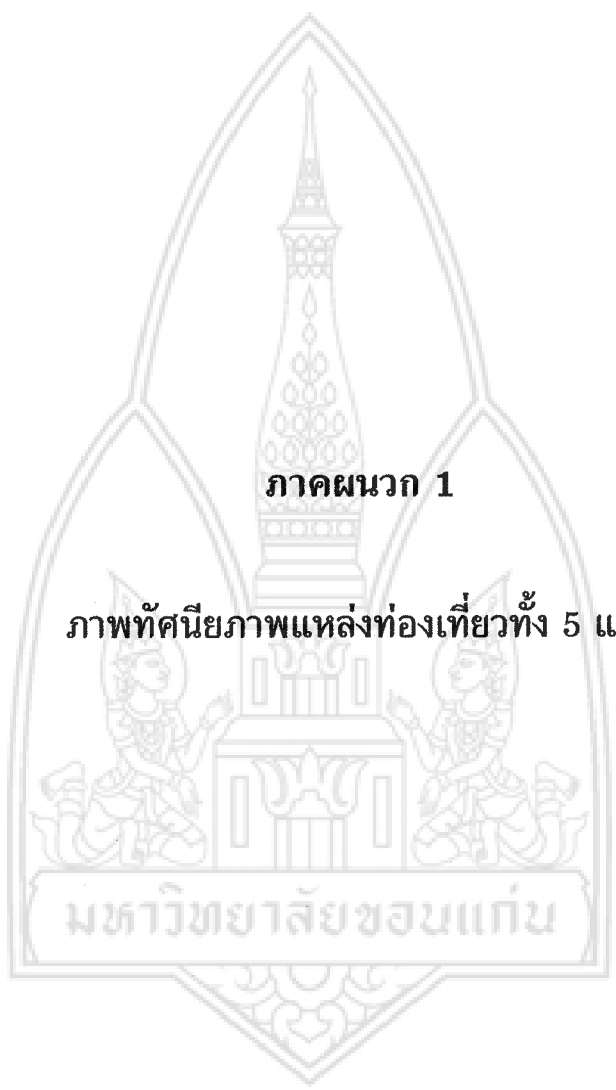 ภาคผนวก 1
ภาพทัศนียภาพแหล่งท่องเที่ยวทั้ง 5 แ
มหาวิทยาลัยขอนแก่น